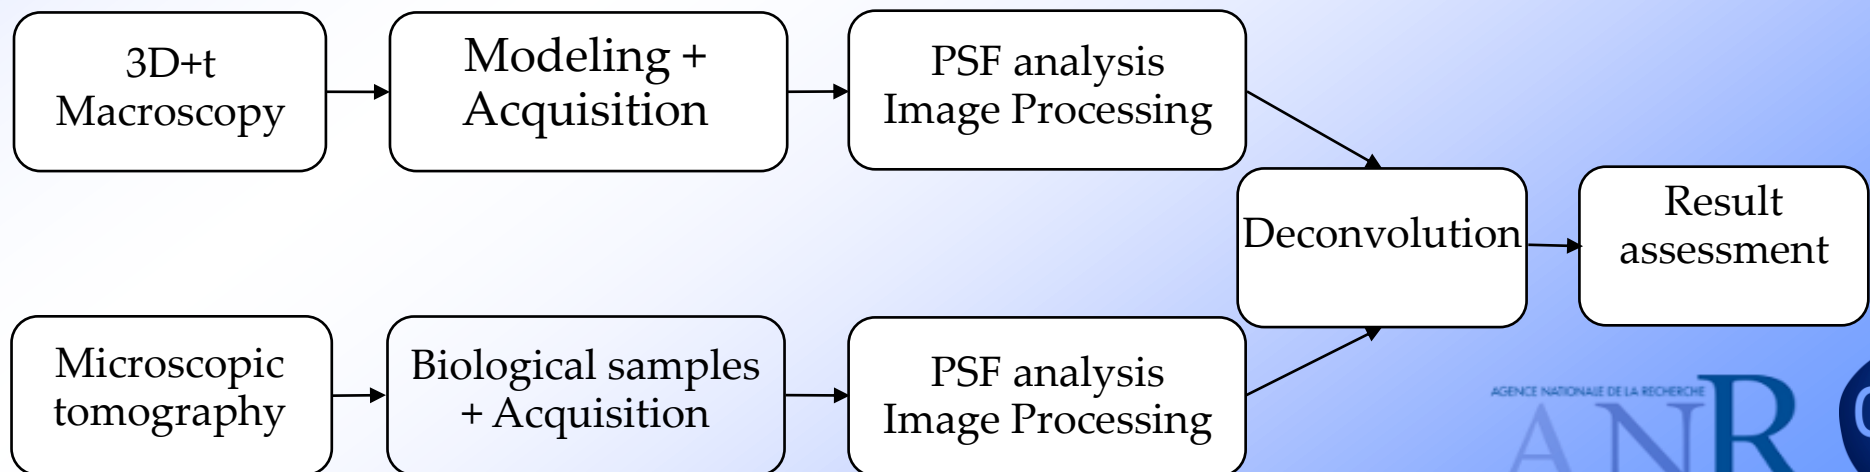 3D+t
Macroscopy
Modeling +
Acquisition
PSF analysis
Image Processing
Deconvolution
Result
assessment
Microscopic
tomography
Biological samples
+ Acquisition
PSF analysis
Image Processing
AGENCE NATIONALE DE LA RECHERCHE
ANR